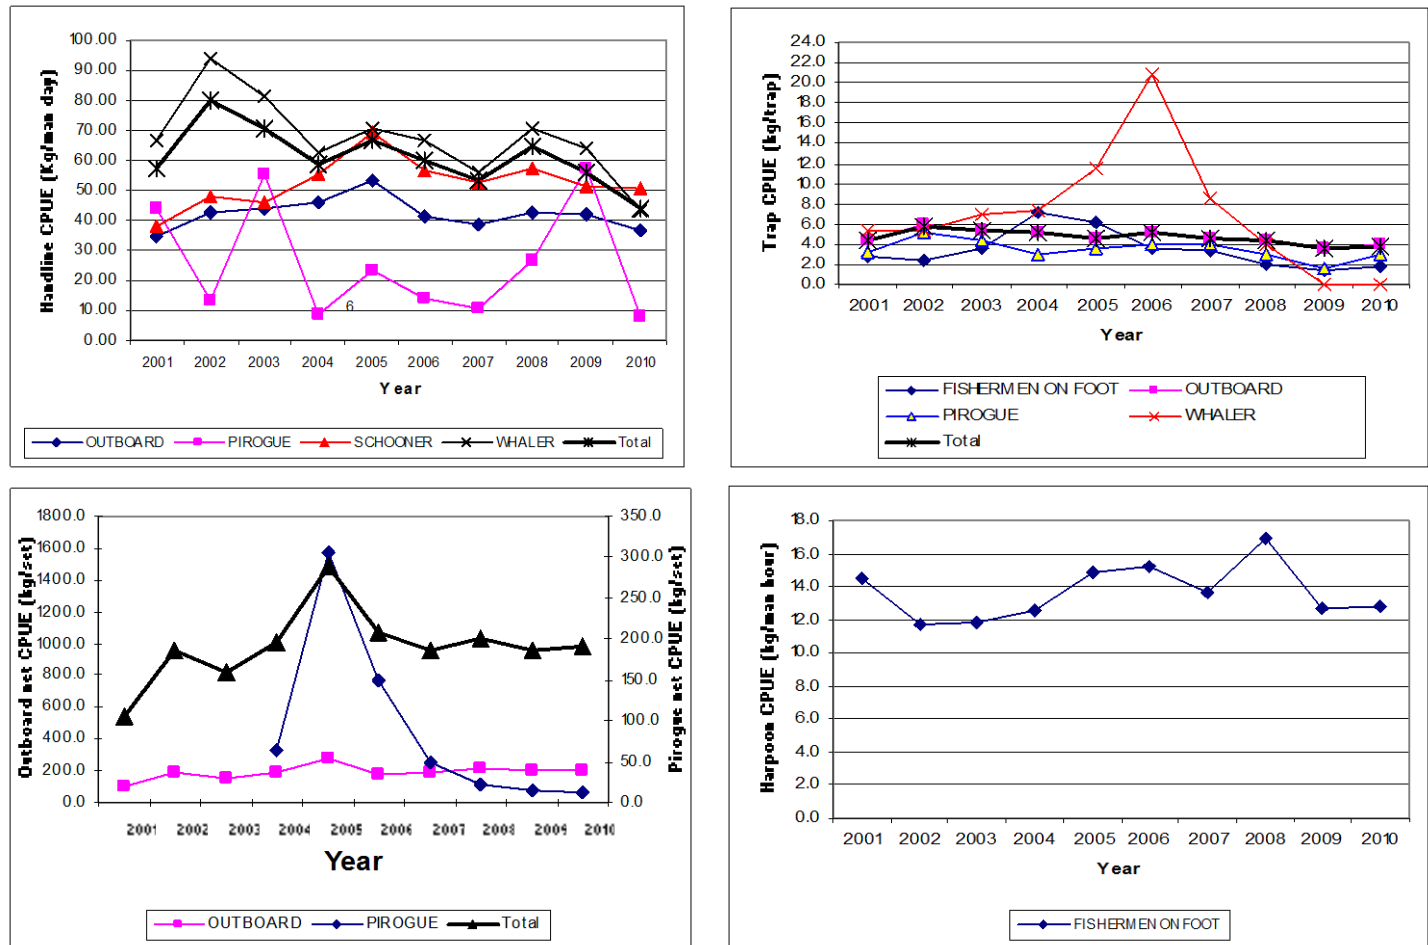 Handline CPUE (Kg/man day)
100.00
90.00
80.00
70.00
60.00
50.00
40.00
30.00
20.00
10.00
0.00
6
2001 2002 2003 2004 2005 2006 2007 2008 2009 2010
Year
OUTBOARD PIROGUE SCHOONER WHALER Total
Trap CPUE (kg/trap)
24.0
22.0
20.0
18.0
16.0
14.0
12.0
10.0
8.0
6.0
4.0
2.0
0.0
2001 2002 2003 2004 2005 2006 2007 2008 2009 2010
Year
FISHERMEN ON FOOT OUTBOARD
PIROGUE WHALER
Total
Outboard net CPUE (kg/set)
1800.0
1600.0
1400.0
1200.0
1000.0
800.0
600.0
400.0
200.0
0.0
350.0
300.0
250.0
200.0
150.0
100.0
50.0
0.0
Pirogue net CPUE (kg/set)
2001 2002 2003 2004 2005 2006 2007 2008 2009 2010
Year
OUTBOARD PIROGUE Total
Harpoon CPUE (kg/man hour)
18.0
16.0
14.0
12.0
10.0
8.0
6.0
4.0
2.0
0.0
2001 2002 2003 2004 2005 2006 2007 2008 2009 2010
Year
FISHERMEN ON FOOT